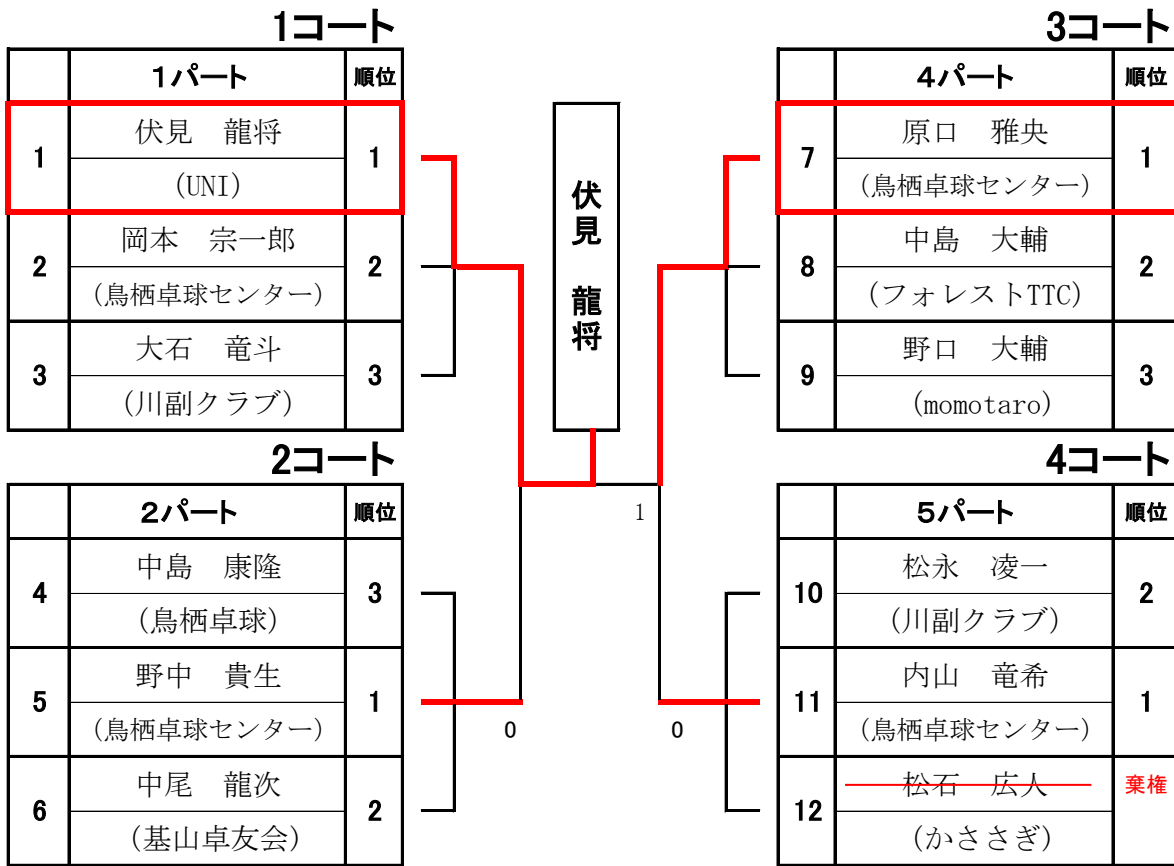 1コート
1パート 順位
1 伏見　龍将 1
(UNI)
2 岡本　宗一郎 2
(鳥栖卓球センター)
3 大石　竜斗 3
(川副クラブ)
2コート
2パート 順位
4 中島　康隆 3
(鳥栖卓球)
5 野中　貴生 1
(鳥栖卓球センター)
6 中尾　龍次 2
(基山卓友会)
伏見　龍将
1
0
0
3コート
4パート 順位
7 原口　雅央 1
(鳥栖卓球センター)
8 中島　大輔 2
(フォレストTTC)
9 野口　大輔 3
(momotaro)
4コート
5パート 順位
10 松永　凌一 2
(川副クラブ)
11 内山　竜希 1
(鳥栖卓球センター)
12 松石　広人 棄権
(かささぎ)